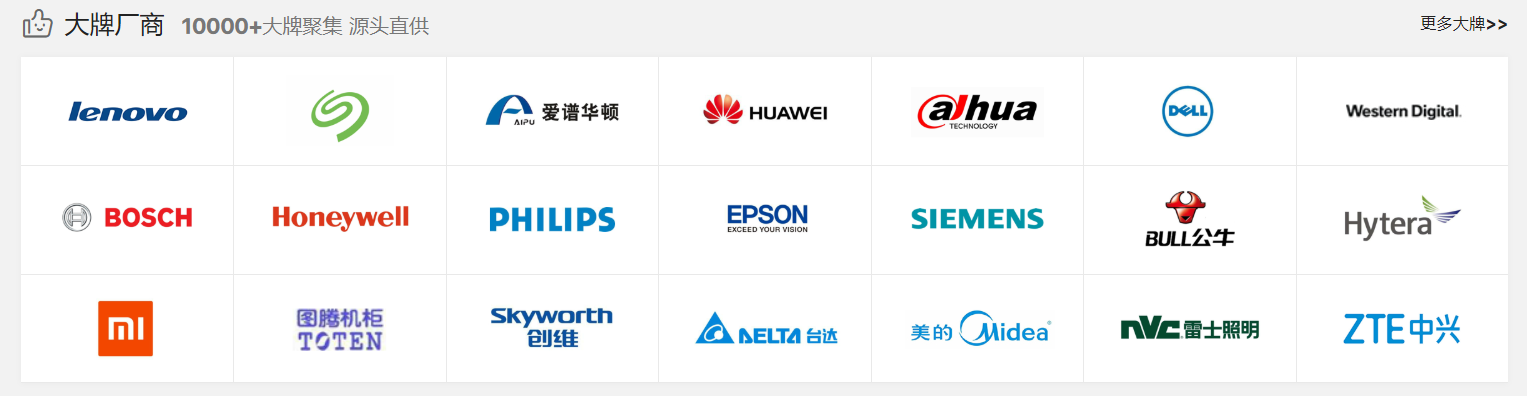 大牌厂商 10000+大牌聚集 源头直供 更多大牌>>
lenovo
AIPU 爱谱华顿
HUAWEI
alhua
TECHNOLOGY
DELL
Western Digital.
BOSCH
Honeywell
PHILIPS
EPSON
EXCEED YOUR VISION
SIEMENS
BULL公牛
Hytera
mi
图腾机柜
TOTEN
Skyworth
创维
DELTA 台达
美的 Midea®
nvc 雷士照明
ZTE中兴